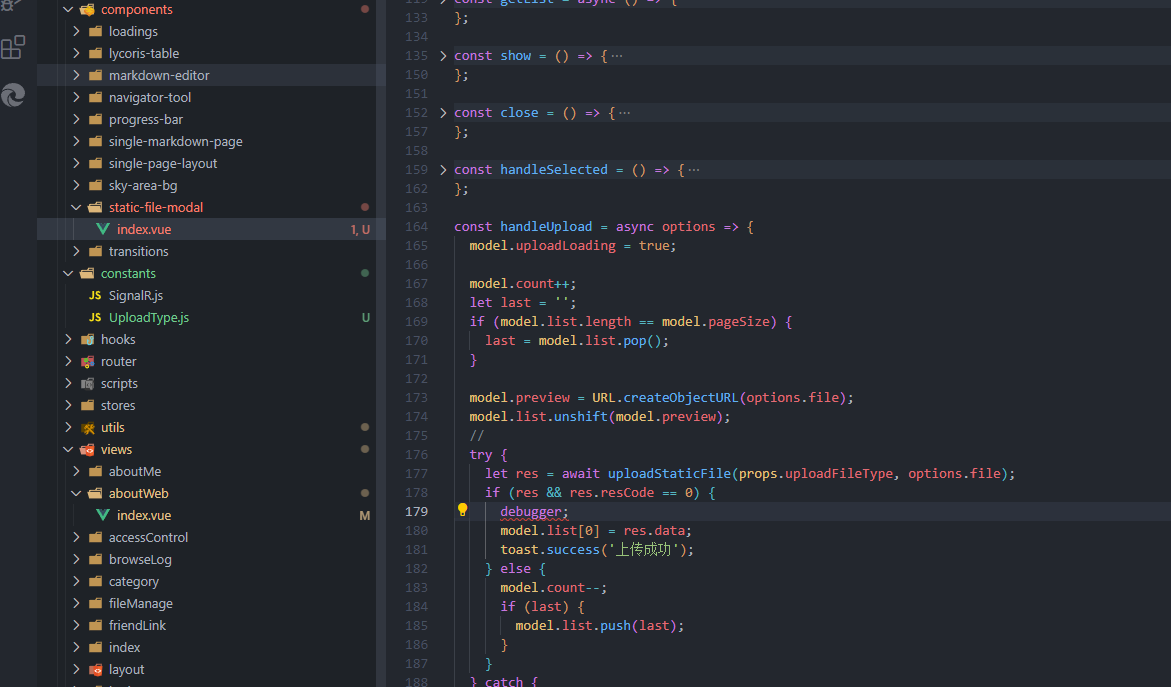 components
loadings
lycoris-table
markdown-editor
navigator-tool
progress-bar
single-markdown-page
single-page-layout
sky-area-bg
static-file-modal
index.vue 1, U
transitions
constants
JS SignalR.js
JS UploadType.js U
hooks
router
scripts
stores
utils
views
aboutMe
aboutWeb
index.vue M
accessControl
browseLog
category
fileManage
friendLink
index
layout
const getList = async () => {
133 };
134
135 const show = () => { ···
150 };
151
152 const close = () => { ···
157 };
158
159 const handleSelected = () => { ···
162 };
163
164 const handleUpload = async options => {
165 model.uploadLoading = true;
166
167 model.count++;
168 let last = '';
169 if (model.list.length == model.pageSize) {
170 last = model.list.pop();
171 }
172
173 model.preview = URL.createObjectURL(options.file);
174 model.list.unshift(model.preview);
175 //
176 try {
177 let res = await uploadStaticFile(props.uploadFileType, options.file);
178 if (res && res.resCode == 0) {
179 debugger;
180 model.list[0] = res.data;
181 toast.success('上传成功');
182 } else {
183 model.count--;
184 if (last) {
185 model.list.push(last);
186 }
187 }
188 } catch {